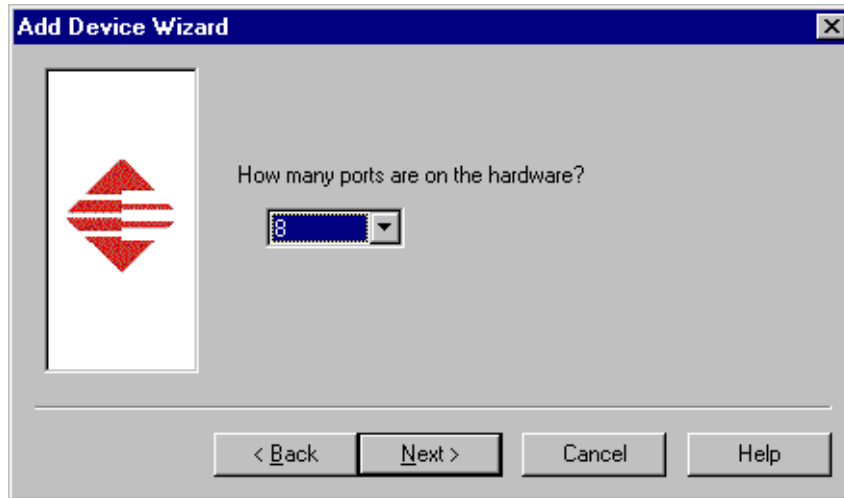 Add Device Wizard
How many ports are on the hardware?
8
< Back Next > Cancel Help